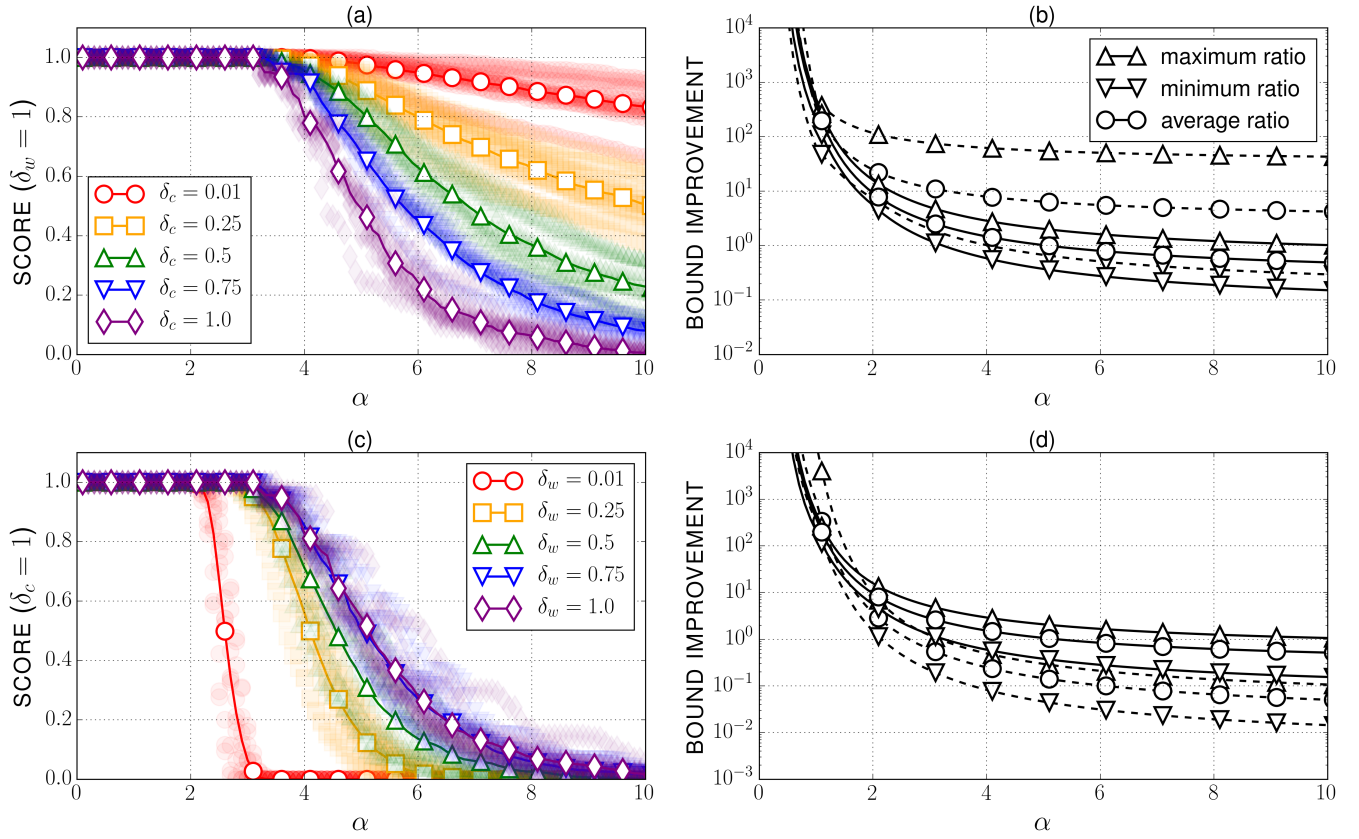 (a)
SCORE (δ_w = 1)
1.0
0.8
0.6
0.4
0.2
0.0
δ_c = 0.01
δ_c = 0.25
δ_c = 0.5
δ_c = 0.75
δ_c = 1.0
0 2 4 6 8 10
α
(b)
BOUND IMPROVEMENT
10^4
10^3
10^2
10^1
10^0
10^-1
10^-2
maximum ratio
minimum ratio
average ratio
0 2 4 6 8 10
α
(c)
SCORE (δ_c = 1)
1.0
0.8
0.6
0.4
0.2
0.0
δ_w = 0.01
δ_w = 0.25
δ_w = 0.5
δ_w = 0.75
δ_w = 1.0
0 2 4 6 8 10
α
(d)
BOUND IMPROVEMENT
10^4
10^3
10^2
10^1
10^0
10^-1
10^-2
10^-3
0 2 4 6 8 10
α